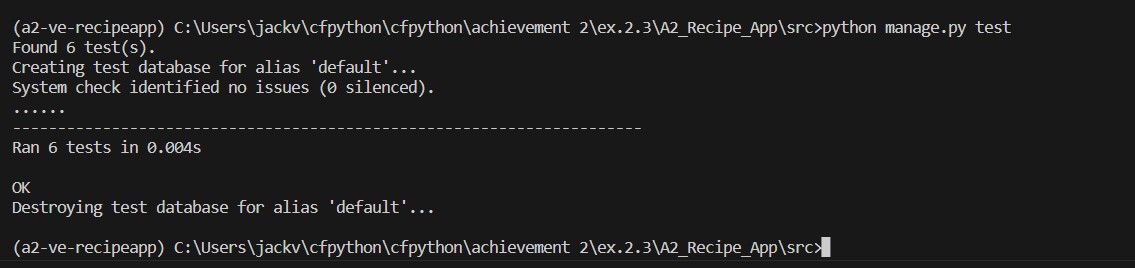 (a2-ve-recipeapp) C:\Users\jackv\cfpython\cfpython\achievement 2\ex.2.3\A2_Recipe_App\src>python manage.py test
Found 6 test(s).
Creating test database for alias 'default'...
System check identified no issues (0 silenced).
......
----------------------------------------------------------------------
Ran 6 tests in 0.004s
OK
Destroying test database for alias 'default'...
(a2-ve-recipeapp) C:\Users\jackv\cfpython\cfpython\achievement 2\ex.2.3\A2_Recipe_App\src>